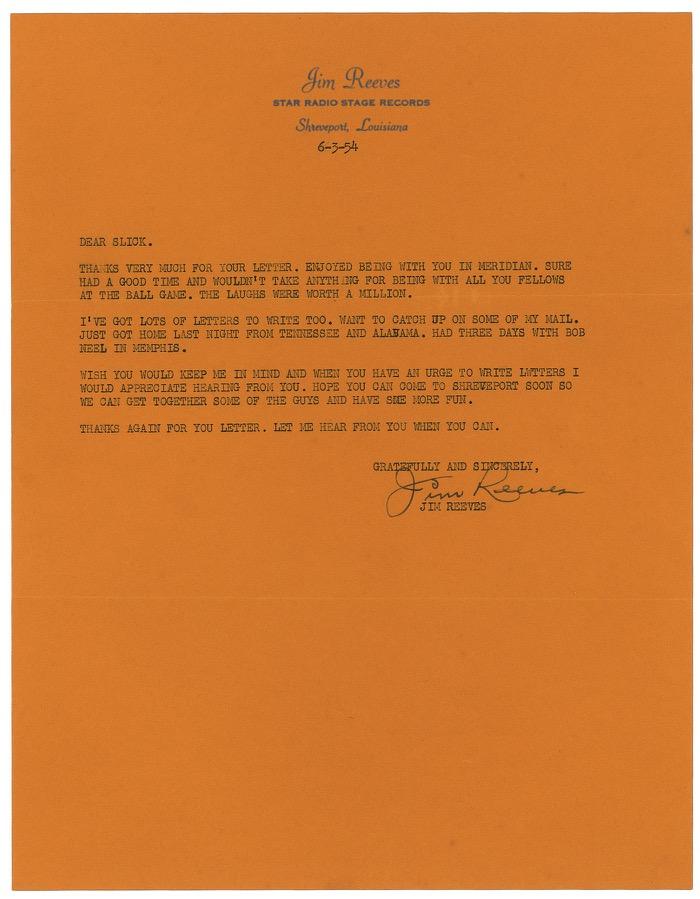 Jim Reeves
STAR RADIO STAGE RECORDS
Shreveport, Louisiana
6-3-54
DEAR SLICK.
THANKS VERY MUCH FOR YOUR LETTER. ENJOYED BEING WITH YOU IN MERIDIAN. SURE
HAD A GOOD TIME AND WOULDN'T TAKE ANYTHING FOR BEING WITH ALL YOU FELLOWS
AT THE BALL GAME. THE LAUGHS WERE WORTH A MILLION.
I'VE GOT LOTS OF LETTERS TO WRITE TOO. WANT TO CATCH UP ON SOME OF MY MAIL.
JUST GOT HOME LAST NIGHT FROM TENNESSEE AND ALABAMA. HAD THREE DAYS WITH BOB
NEEL IN MEMPHIS.
WISH YOU WOULD KEEP ME IN MIND AND WHEN YOU HAVE AN URGE TO WRITE LWTTERS I
WOULD APPRECIATE HEARING FROM YOU. HOPE YOU CAN COME TO SHREVEPORT SOON SO
WE CAN GET TOGETHER SOME OF THE GUYS AND HAVE SME MORE FUN.
THANKS AGAIN FOR YOU LETTER. LET ME HEAR FROM YOU WHEN YOU CAN.
GRATEFULLY AND SINCERELY,
Jim Reeves
JIM REEVES